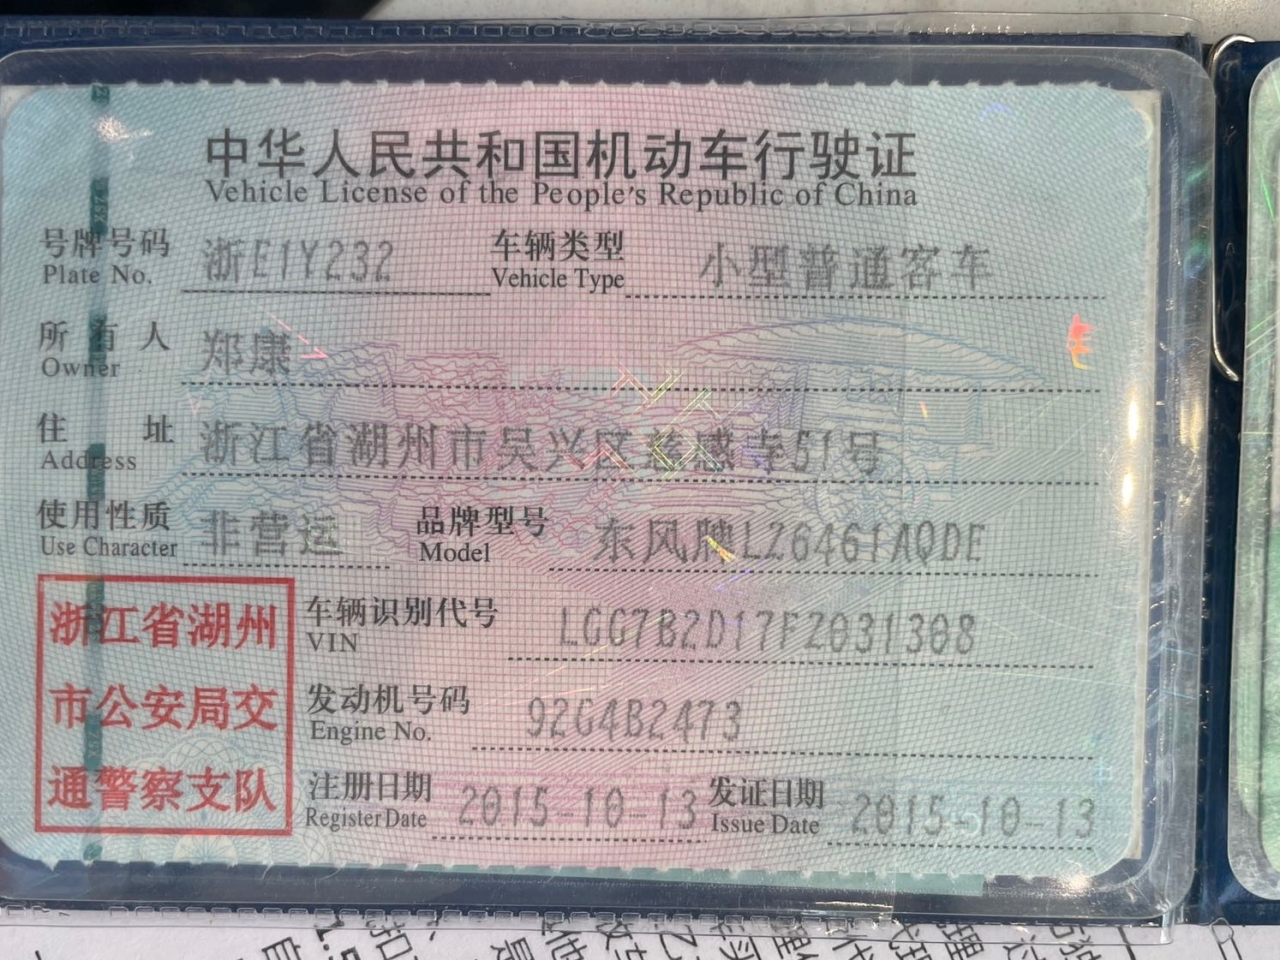 中华人民共和国机动车行驶证
Vehicle License of the People's Republic of China
号牌号码 浙E1Y232 车辆类型 小型普通客车
Plate No. Vehicle Type
所有人 郑康
Owner
住址 浙江省湖州市吴兴区慈感寺51号
Address
使用性质 非营运 品牌型号 东风牌LZ6461AQDE
Use Character Model
浙江省湖州
市公安局交
通警察支队
车辆识别代号 LGG7B2D17FZ031308
VIN
发动机号码 92G4B2473
Engine No.
注册日期 2015-10-13 发证日期 2015-10-13
Register Date Issue Date